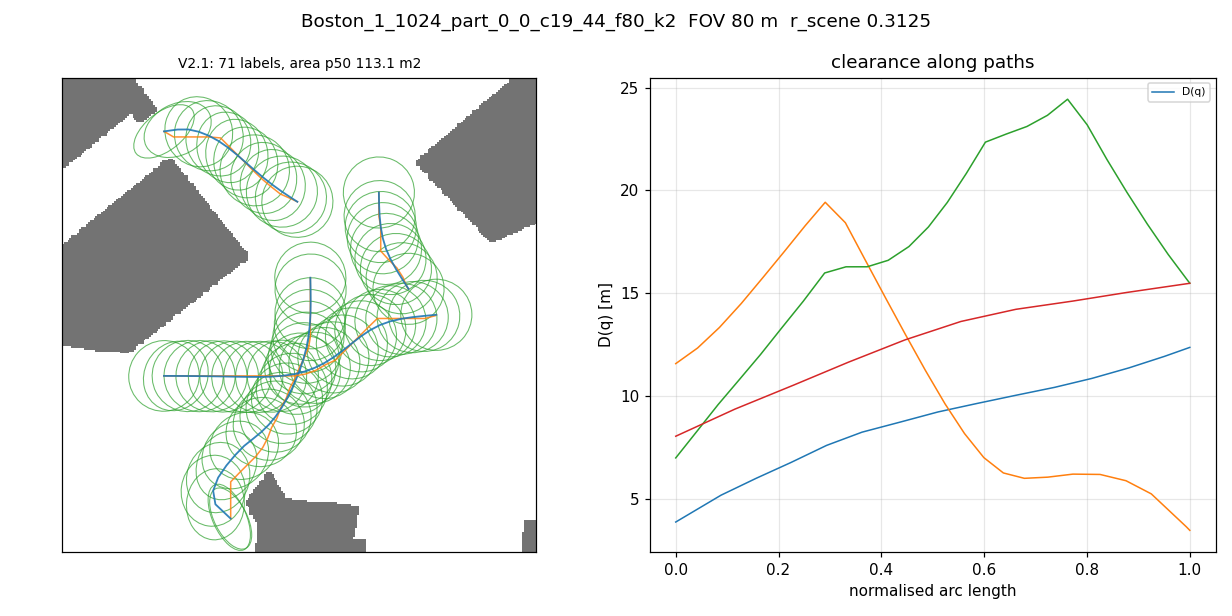 Boston_1_1024_part_0_0_c19_44_f80_k2  FOV 80 m  r_scene 0.3125
V2.1: 71 labels, area p50 113.1 m2
clearance along paths
D(q)
25
20
15
10
5
D(q) [m]
0.0 0.2 0.4 0.6 0.8 1.0
normalised arc length